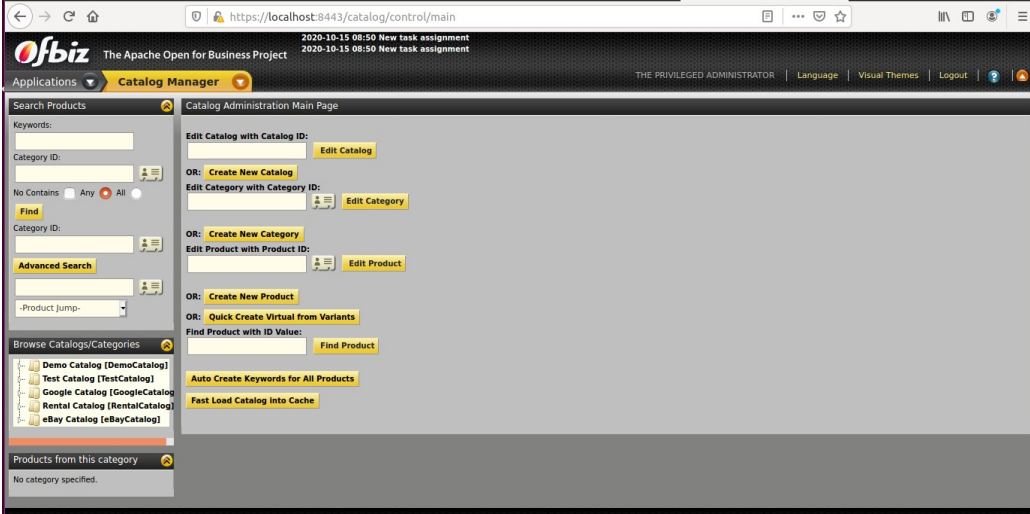 https://localhost:8443/catalog/control/main
Ofbiz The Apache Open for Business Project
2020-10-15 08:50 New task assignment
2020-10-15 08:50 New task assignment
Applications Catalog Manager
THE PRIVILEGED ADMINISTRATOR | Language | Visual Themes | Logout | ?
Search Products
Keywords:
Category ID:
No Contains Any All
Find
Category ID:
Advanced Search
-Product Jump-
Browse Catalogs/Categories
Demo Catalog [DemoCatalog]
Test Catalog [TestCatalog]
Google Catalog [GoogleCatalog
Rental Catalog [RentalCatalog]
eBay Catalog [eBayCatalog]
Products from this category
No category specified.
Catalog Administration Main Page
Edit Catalog with Catalog ID:
Edit Catalog
OR: Create New Catalog
Edit Category with Category ID:
Edit Category
OR: Create New Category
Edit Product with Product ID:
Edit Product
OR: Create New Product
OR: Quick Create Virtual from Variants
Find Product with ID Value:
Find Product
Auto Create Keywords for All Products
Fast Load Catalog into Cache